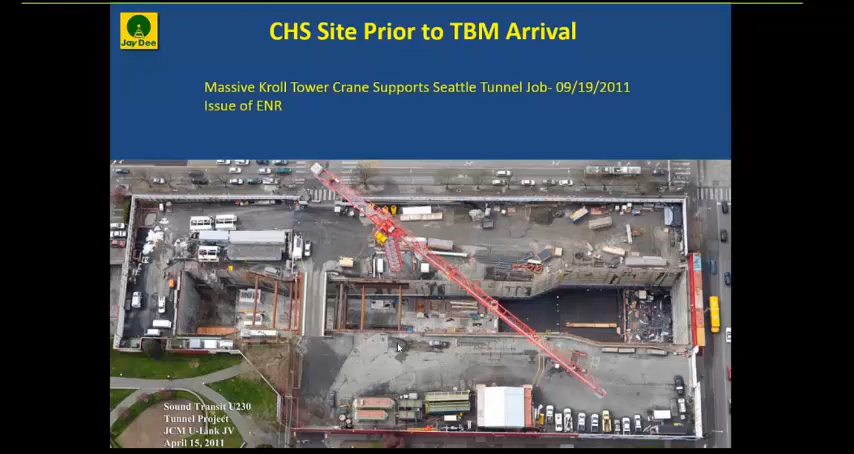 Jay Dee
CHS Site Prior to TBM Arrival
Massive Kroll Tower Crane Supports Seattle Tunnel Job- 09/19/2011
Issue of ENR
Sound Transit U230
Tunnel Project
JCM U-Link JV
April 15, 2011